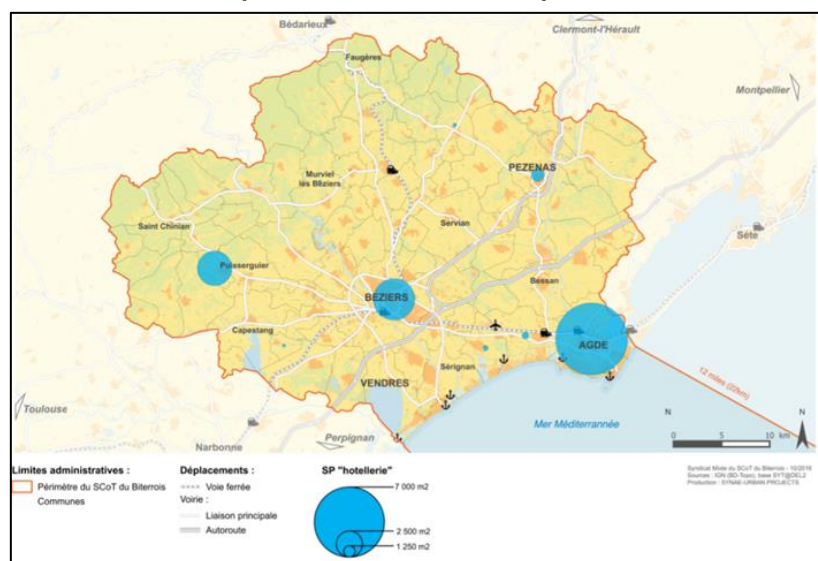 Bédarieux
Clermont-l'Hérault
Faugères
Montpellier
PEZENAS
Murviel
lès Béziers
Saint Chinian
Servian
Sète
Puisserguier
Bessan
BEZIERS
Capestang
AGDE
Sérignan
VENDRES
12 miles (22km)
Toulouse
Mer Méditerrannée
N
N
Narbonne
Perpignan
0 5 10 km
Limites administratives :
Périmètre du SCoT du Biterrois
Communes
Déplacements :
Voie ferrée
Voirie :
Liaison principale
Autoroute
SP "hotellerie"
7 000 m2
2 500 m2
1 250 m2
Syndicat Mixte du SCoT du Biterrois - 10/2016
Sources : IGN (BD-Topo), base SYT@DEL2
Production : SYNAE-URBAN PROJECTS